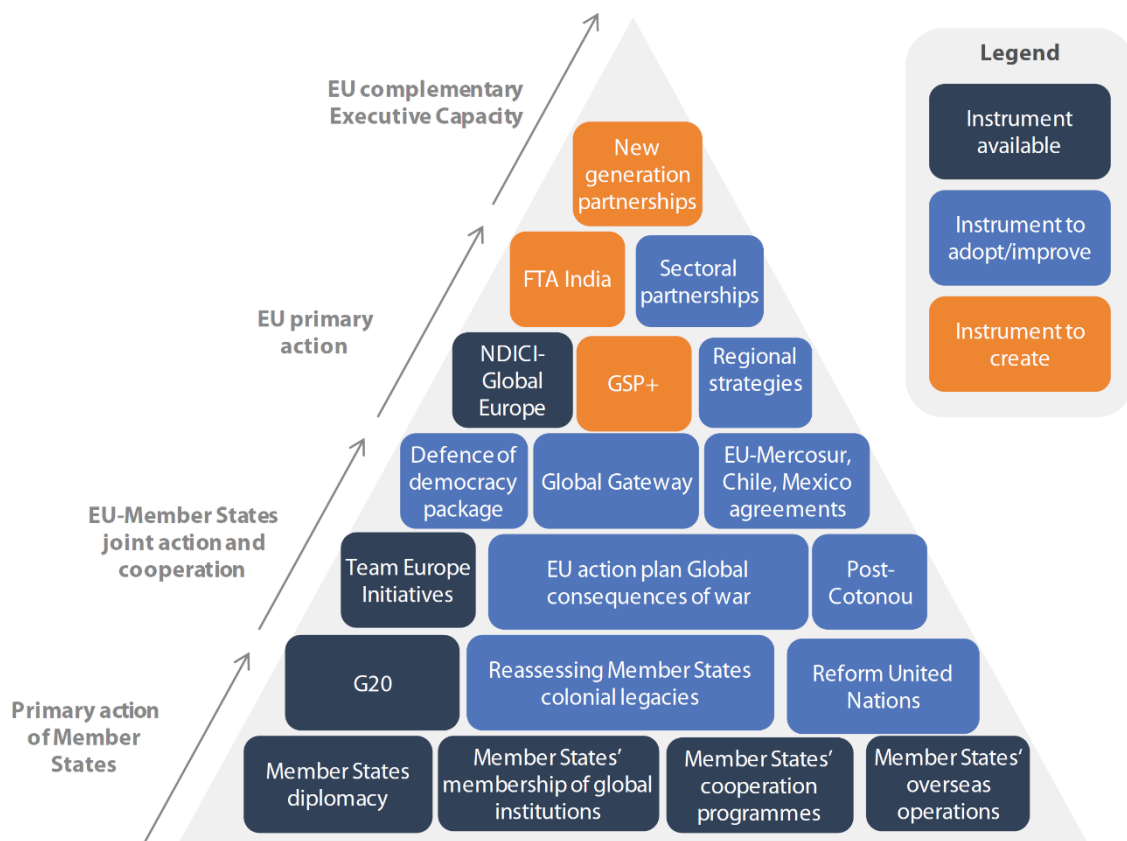 EU complementary
Executive Capacity
EU primary
action
EU-Member States
joint action and
cooperation
Primary action
of Member
States
New
generation
partnerships
FTA India
Sectoral
partnerships
NDICI-
Global
Europe
GSP+
Regional
strategies
Defence of
democracy
package
Global Gateway
EU-Mercosur,
Chile, Mexico
agreements
Team Europe
Initiatives
EU action plan Global
consequences of war
Post-
Cotonou
G20
Reassessing Member States
colonial legacies
Reform United
Nations
Member States
diplomacy
Member States’
membership of global
institutions
Member States’
cooperation
programmes
Member States‘
overseas
operations
Legend
Instrument
available
Instrument to
adopt/improve
Instrument to
create